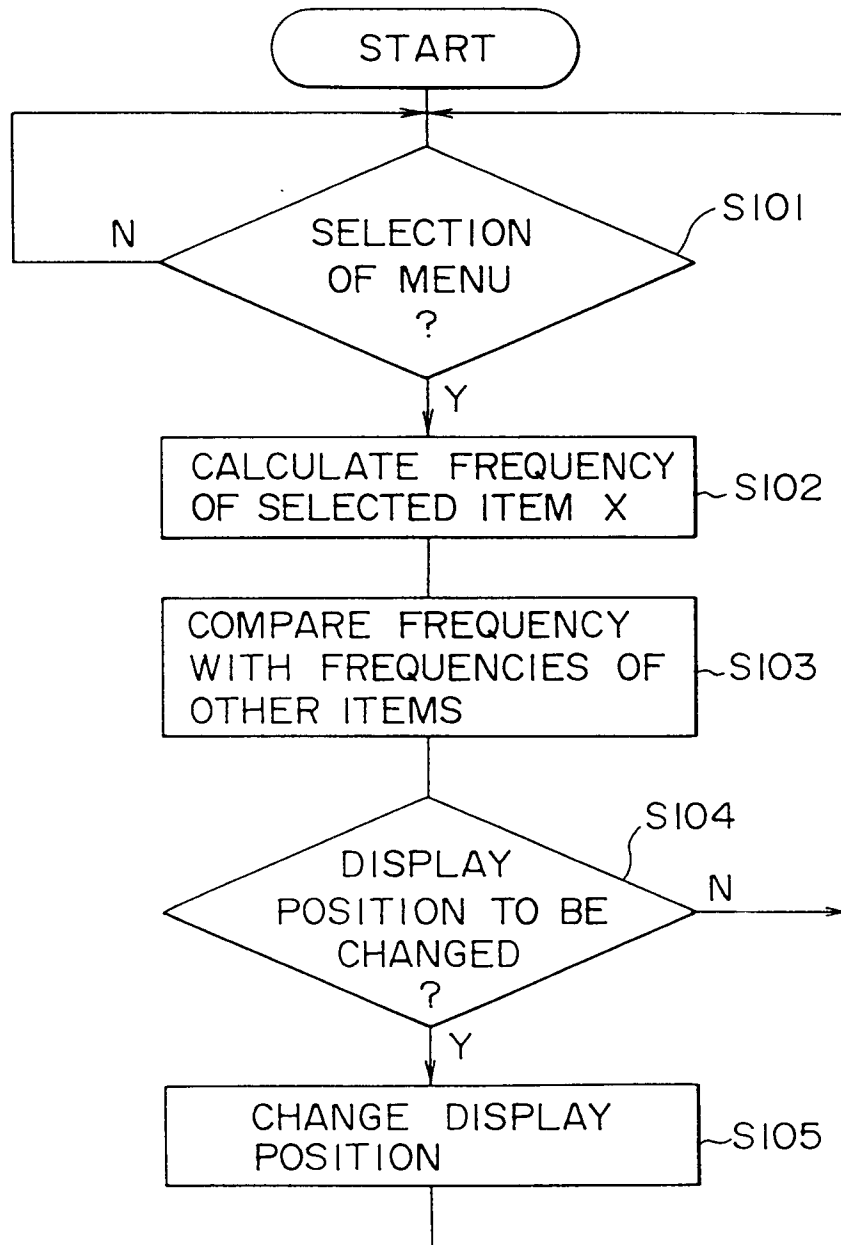 START
SELECTION
OF MENU
?
S101
N
Y
CALCULATE FREQUENCY
OF SELECTED ITEM X
S102
COMPARE FREQUENCY
WITH FREQUENCIES OF
OTHER ITEMS
S103
S104
DISPLAY
POSITION TO BE
CHANGED
?
N
Y
CHANGE DISPLAY
POSITION
S105